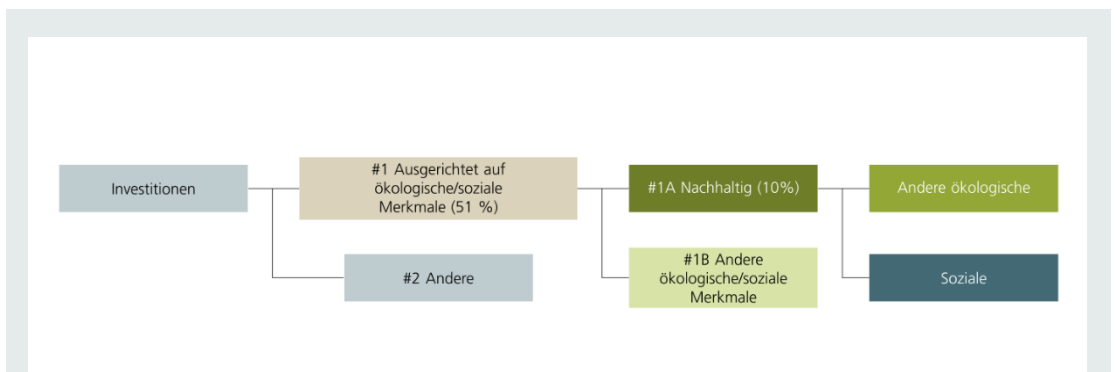 Investitionen
#1 Ausgerichtet auf
ökologische/soziale
Merkmale (51 %)
#1A Nachhaltig (10%)
Andere ökologische
#2 Andere
#1B Andere
ökologische/soziale
Merkmale
Soziale